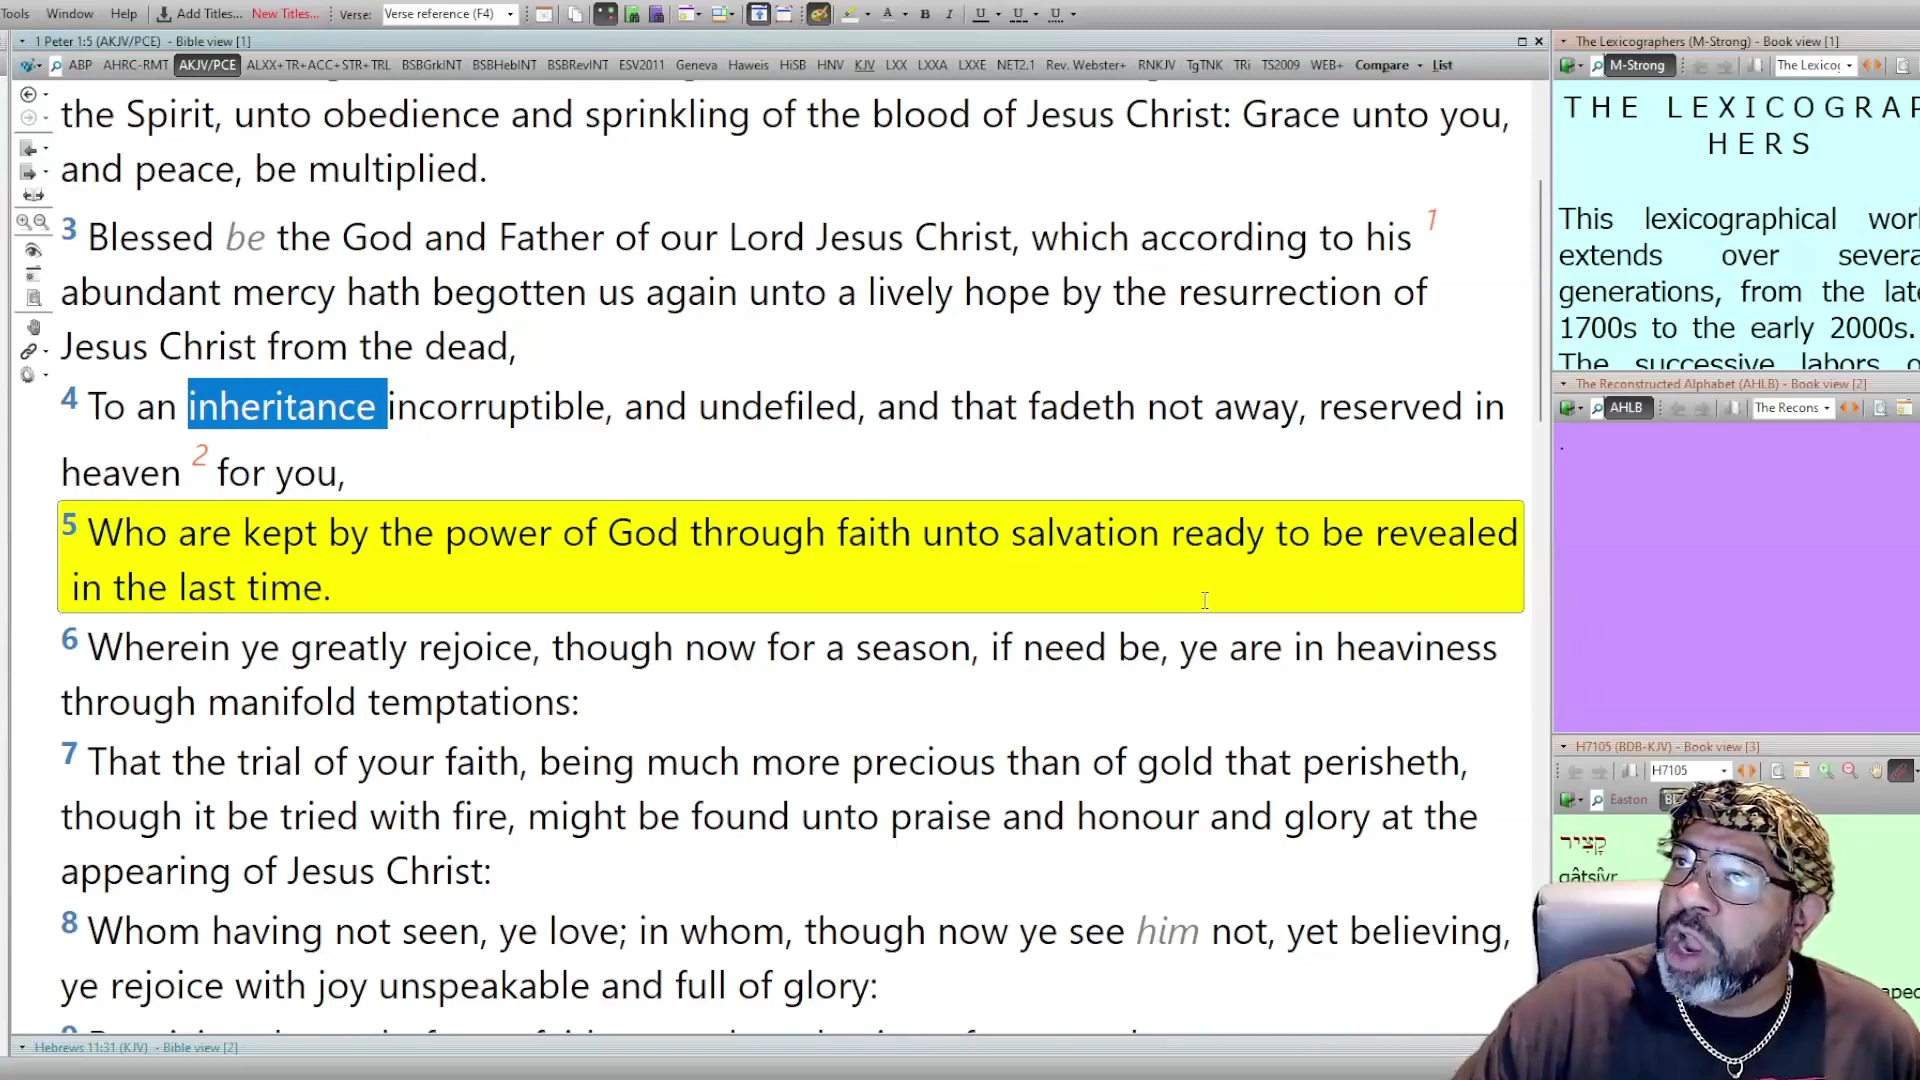 Tools Window Help Add Titles... New Titles... Verse: Verse reference (F4) A B I U U U
1 Peter 1:5 (AKJV/PCE) - Bible view [1]
ABP AHRC-RMT AKJV/PCE ALXX+TR+ACC+STR+TRL BSBGrkINT BSBHebINT BSBRevINT ESV2011 Geneva Haweis HiSB HNV KJV LXX LXXA LXXE NET2.1 Rev. Webster+ RNKJV TgTNK TRi TS2009 WEB+ Compare List
the Spirit, unto obedience and sprinkling of the blood of Jesus Christ: Grace unto you,
and peace, be multiplied.
3 Blessed be the God and Father of our Lord Jesus Christ, which according to his 1
abundant mercy hath begotten us again unto a lively hope by the resurrection of
Jesus Christ from the dead,
4 To an inheritance incorruptible, and undefiled, and that fadeth not away, reserved in
heaven 2 for you,
5 Who are kept by the power of God through faith unto salvation ready to be revealed
in the last time.
6 Wherein ye greatly rejoice, though now for a season, if need be, ye are in heaviness
through manifold temptations:
7 That the trial of your faith, being much more precious than of gold that perisheth,
though it be tried with fire, might be found unto praise and honour and glory at the
appearing of Jesus Christ:
8 Whom having not seen, ye love; in whom, though now ye see him not, yet believing,
ye rejoice with joy unspeakable and full of glory:
Hebrews 11:31 (KJV) - Bible view [2]
The Lexicographers (M-Strong) - Book view [1]
M-Strong The Lexicog
THE LEXICOGRAP
HERS
This lexicographical work
extends over severa
generations, from the late
1700s to the early 2000s.
The successive labors o
The Reconstructed Alphabet (AHLB) - Book view [2]
AHLB The Recons
.
H7105 (BDB-KJV) - Book view [3]
H7105
Easton
קָצִיר
qâtsîyr